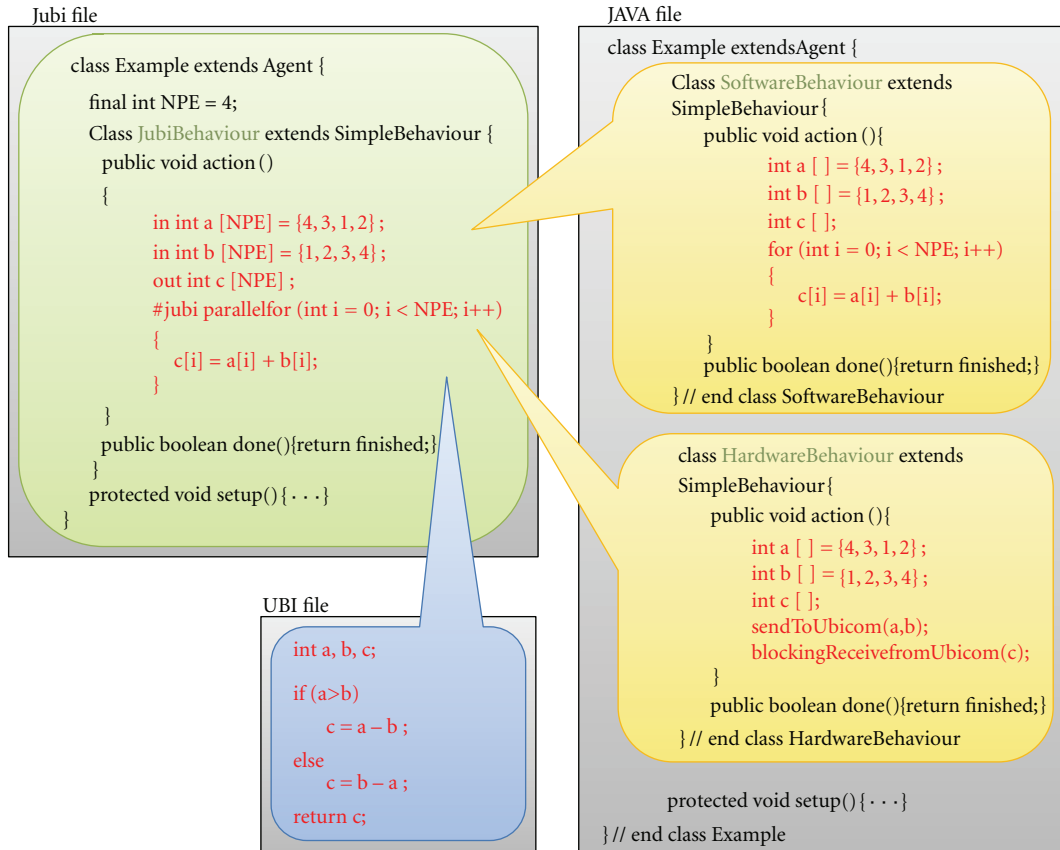 Jubi file
class Example extends Agent {
final int NPE = 4;
Class JubiBehaviour extends SimpleBehaviour {
public void action ()
{
in int a [NPE] = {4, 3, 1, 2} ;
in int b [NPE] = {1, 2, 3, 4} ;
out int c [NPE] ;
#jubi parallelfor (int i = 0; i < NPE; i++)
{
c[i] = a[i] + b[i];
}
}
public boolean done(){return finished;}
}
protected void setup() { · · · }
}
UBI file
int a, b, c;
if (a>b)
c = a – b ;
else
c = b – a ;
return c;
JAVA file
class Example extendsAgent {
Class SoftwareBehaviour extends
SimpleBehaviour {
public void action (){
int a [ ] = {4, 3, 1, 2} ;
int b [ ] = {1, 2, 3, 4} ;
int c [ ];
for (int i = 0; i < NPE; i++)
{
c[i] = a[i] + b[i];
}
}
public boolean done(){return finished;}
} // end class SoftwareBehaviour
class HardwareBehaviour extends
SimpleBehaviour {
public void action (){
int a [ ] = {4, 3, 1, 2} ;
int b [ ] = {1, 2, 3, 4} ;
int c [ ];
sendToUbicom(a,b);
blockingReceivefromUbicom(c);
}
public boolean done(){return finished;}
} // end class HardwareBehaviour
protected void setup() { · · · }
} // end class Example